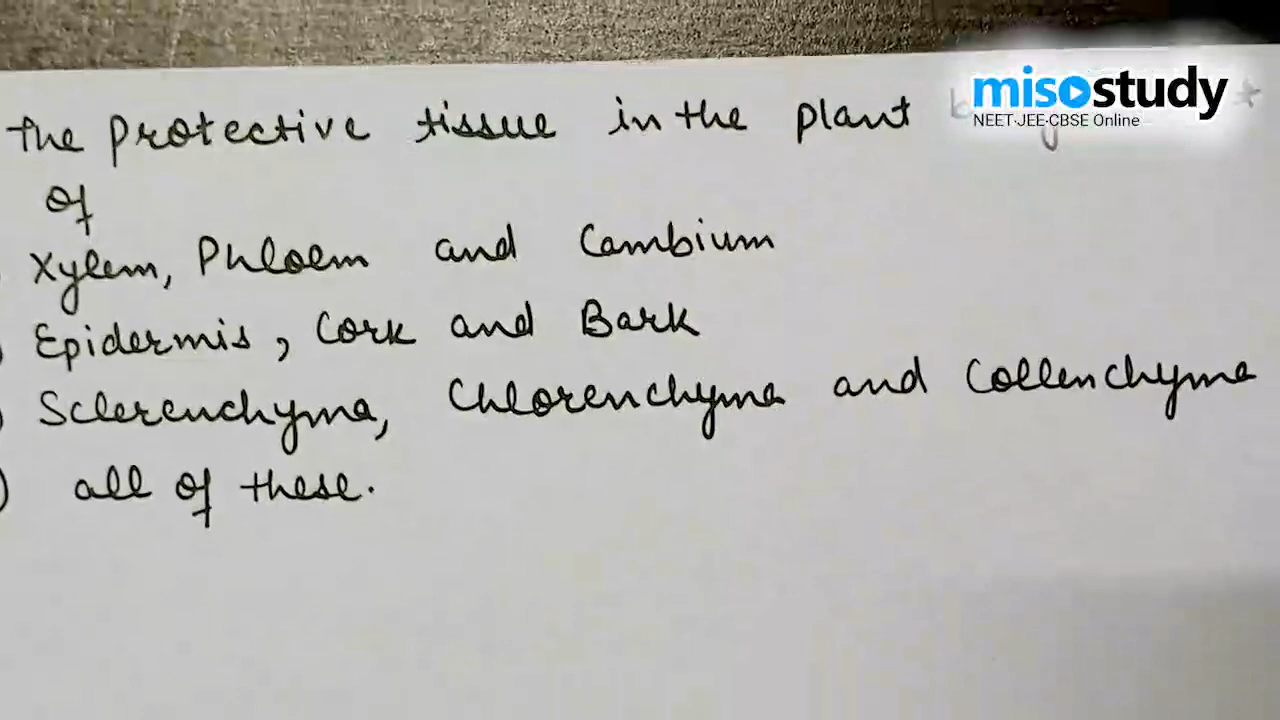 misostudy
NEET-JEE-CBSE Online
The protective tissue in the plant
of
Xylem, Phloem and Cambium
Epidermis, Cork and Bark
Sclerenchyma, Chlorenchyma and Collenchyma
) all of these.